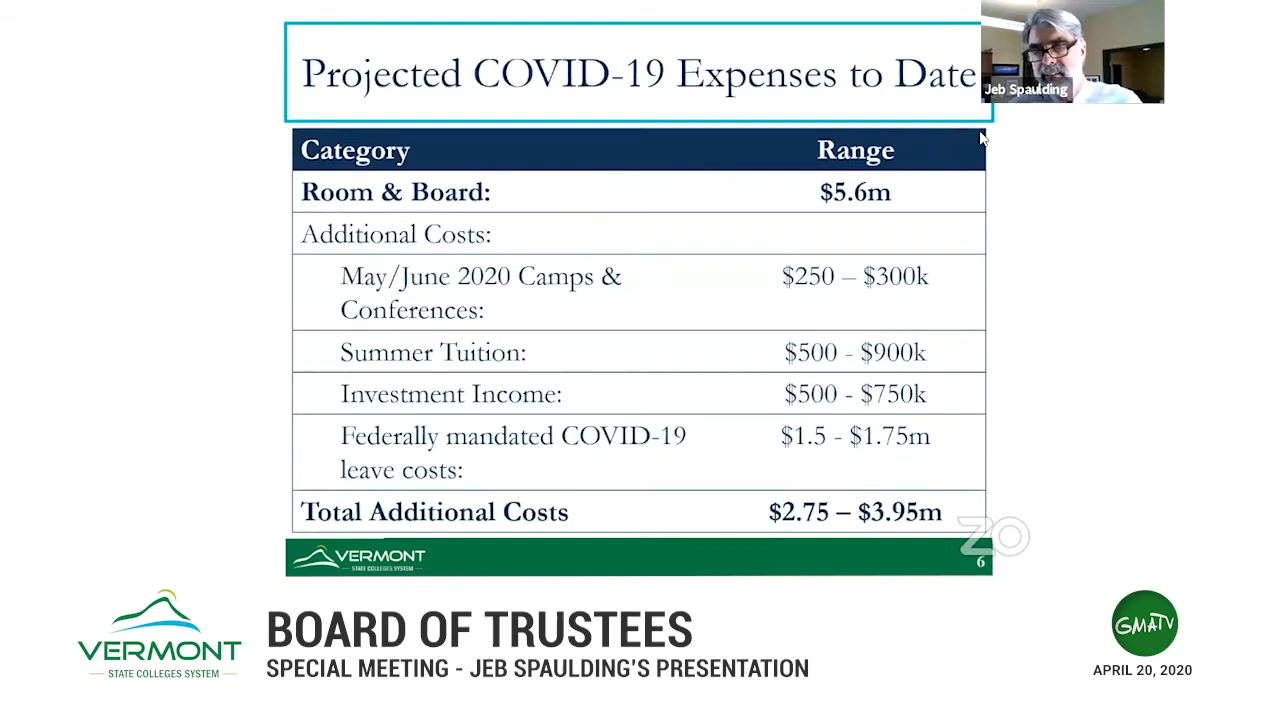 Projected COVID-19 Expenses to Date
Jeb Spaulding
Category Range
Room & Board: $5.6m
Additional Costs:
May/June 2020 Camps & $250 – $300k
Conferences:
Summer Tuition: $500 - $900k
Investment Income: $500 - $750k
Federally mandated COVID-19 $1.5 - $1.75m
leave costs:
Total Additional Costs $2.75 – $3.95m
ZO
VERMONT
STATE COLLEGES SYSTEM
6
VERMONT
STATE COLLEGES SYSTEM
BOARD OF TRUSTEES
SPECIAL MEETING - JEB SPAULDING'S PRESENTATION
GMATV
APRIL 20, 2020